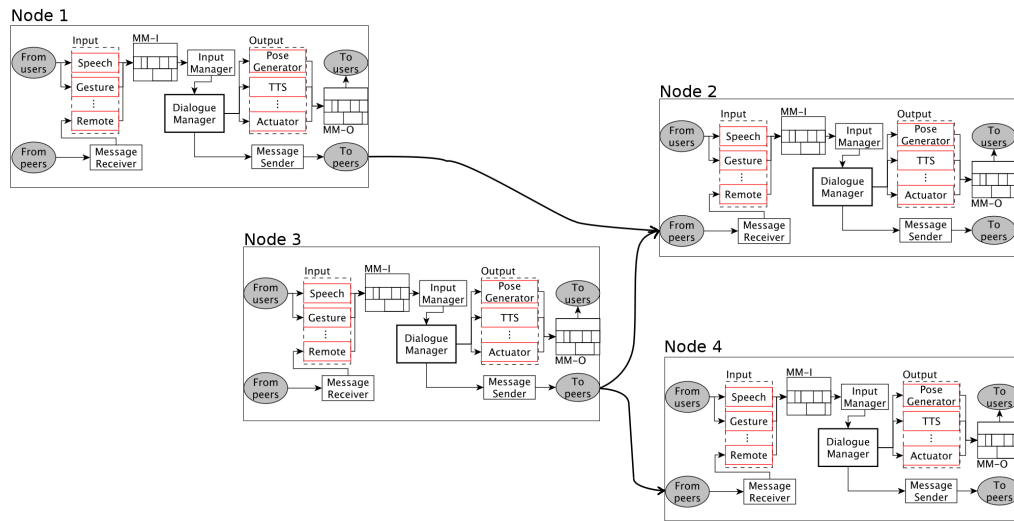 Node 1
Input
MM-I
Output
From
users
Speech
Gesture
⋮
Remote
Input
Manager
Pose
Generator
TTS
⋮
Actuator
To
users
MM-O
Dialogue
Manager
From
peers
Message
Receiver
Message
Sender
To
peers
Node 2
Input
MM-I
Output
From
users
Speech
Gesture
⋮
Remote
Input
Manager
Pose
Generator
TTS
⋮
Actuator
To
users
MM-O
Dialogue
Manager
From
peers
Message
Receiver
Message
Sender
To
peers
Node 3
Input
MM-I
Output
From
users
Speech
Gesture
⋮
Remote
Input
Manager
Pose
Generator
TTS
⋮
Actuator
To
users
MM-O
Dialogue
Manager
From
peers
Message
Receiver
Message
Sender
To
peers
Node 4
Input
MM-I
Output
From
users
Speech
Gesture
⋮
Remote
Input
Manager
Pose
Generator
TTS
⋮
Actuator
To
users
MM-O
Dialogue
Manager
From
peers
Message
Receiver
Message
Sender
To
peers